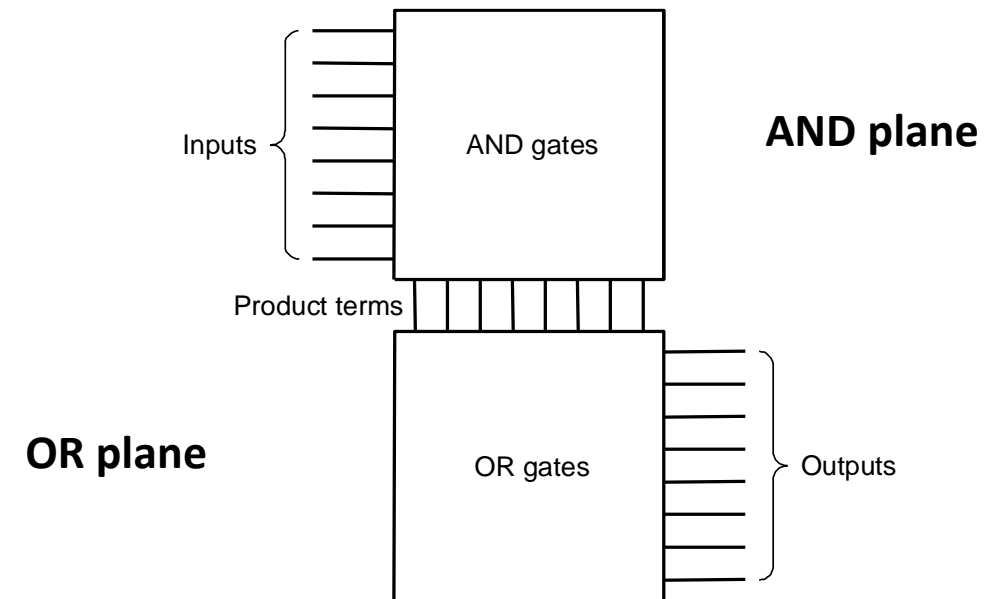 AND plane
Inputs
AND gates
Product terms
OR plane
OR gates
Outputs